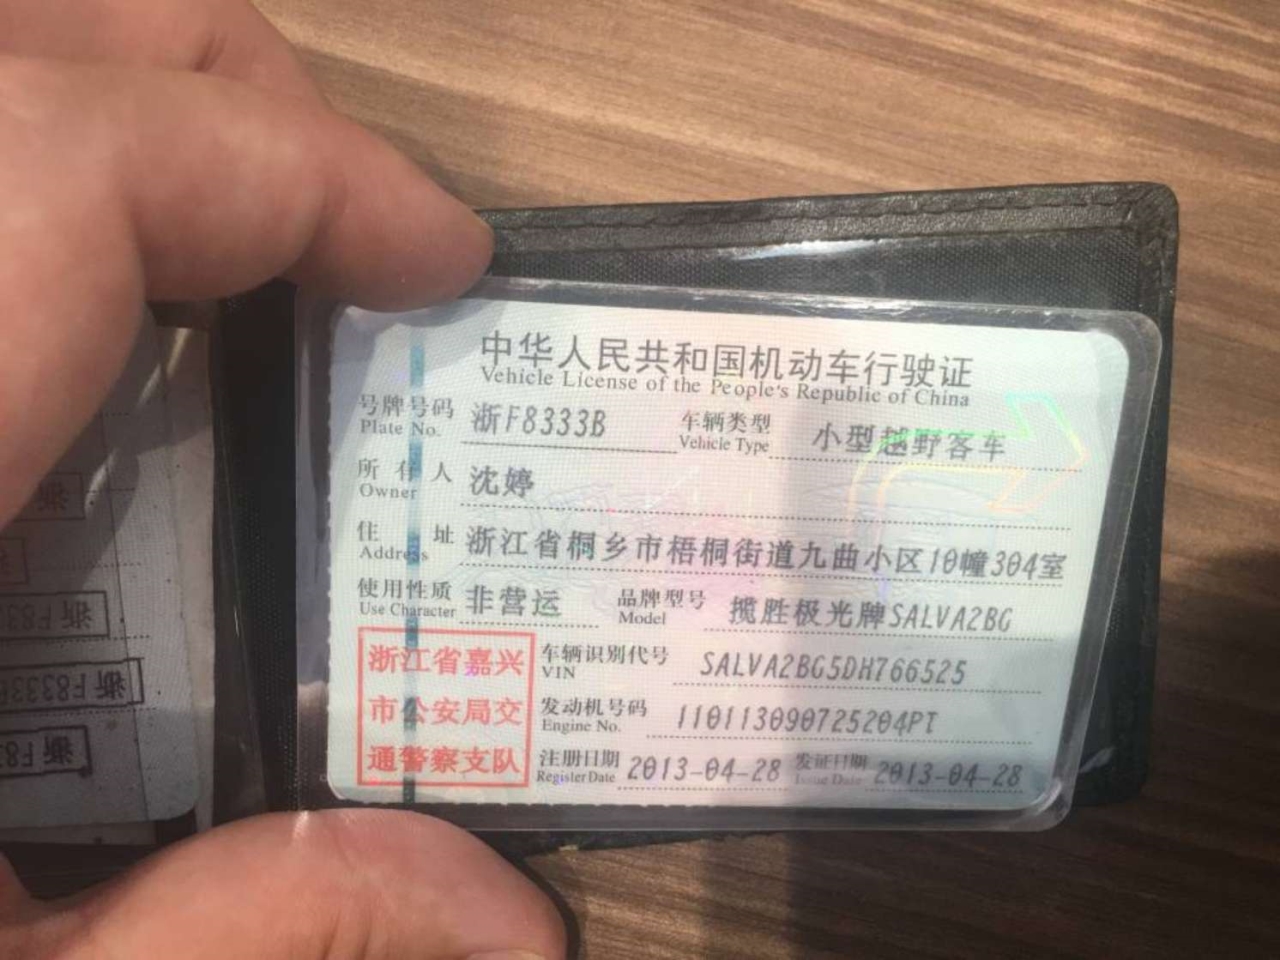 中华人民共和国机动车行驶证
Vehicle License of the People's Republic of China
号牌号码 浙F8333B 车辆类型 小型越野客车
Plate No. Vehicle Type
所有人 沈婷
Owner
住址 浙江省桐乡市梧桐街道九曲小区10幢304室
Address
使用性质 非营运 品牌型号 揽胜极光牌SALVA2BG
Use Character Model
浙江省嘉兴
市公安局交
通警察支队
车辆识别代号 SALVA2BG5DH766525
VIN
发动机号码 110113090725204PT
Engine No.
注册日期 2013-04-28 发证日期 2013-04-28
Register Date Issue Date